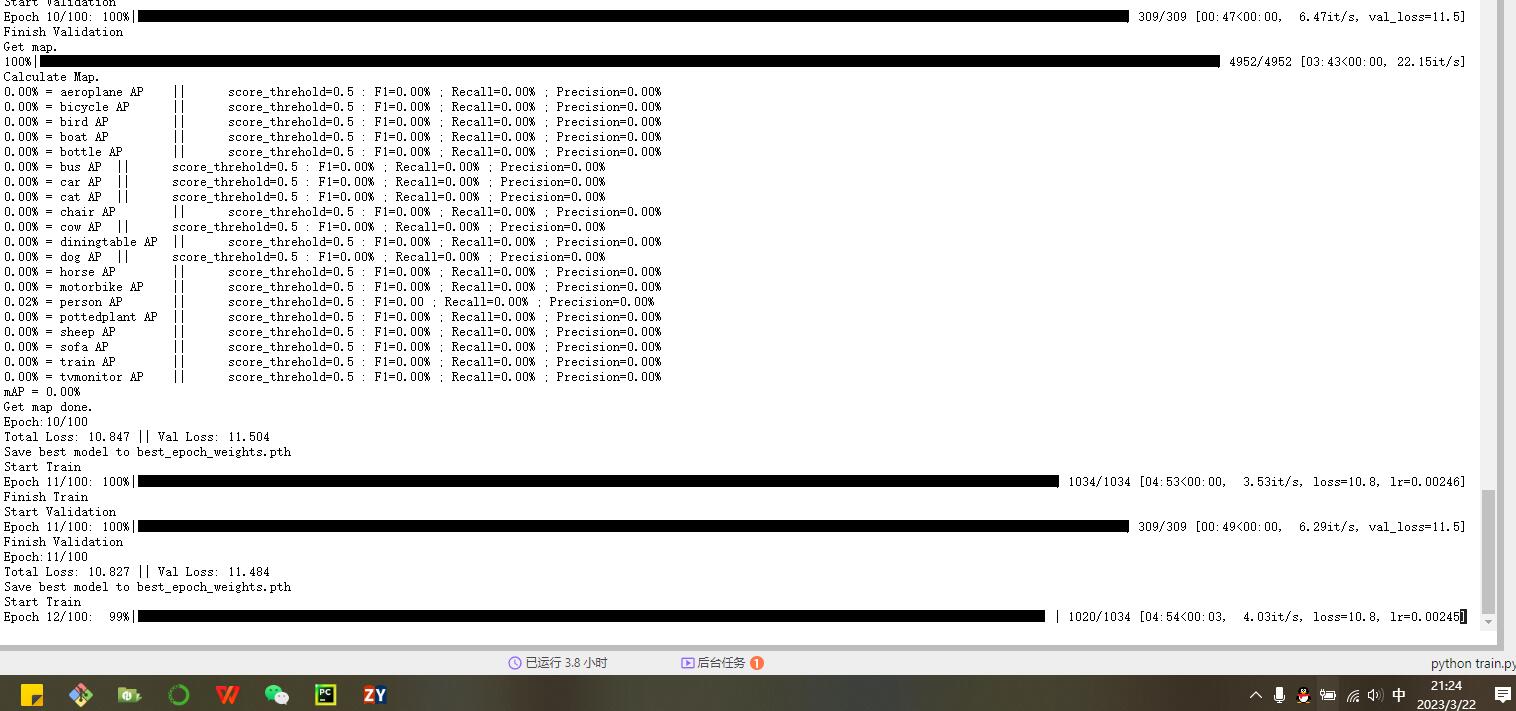 Start Validation
Epoch 10/100: 100%| 309/309 [00:47<00:00, 6.47it/s, val_loss=11.5]
Finish Validation
Get map.
100%| 4952/4952 [03:43<00:00, 22.15it/s]
Calculate Map.
0.00% = aeroplane AP || score_threhold=0.5 : F1=0.00% ; Recall=0.00% ; Precision=0.00%
0.00% = bicycle AP || score_threhold=0.5 : F1=0.00% ; Recall=0.00% ; Precision=0.00%
0.00% = bird AP || score_threhold=0.5 : F1=0.00% ; Recall=0.00% ; Precision=0.00%
0.00% = boat AP || score_threhold=0.5 : F1=0.00% ; Recall=0.00% ; Precision=0.00%
0.00% = bottle AP || score_threhold=0.5 : F1=0.00% ; Recall=0.00% ; Precision=0.00%
0.00% = bus AP || score_threhold=0.5 : F1=0.00% ; Recall=0.00% ; Precision=0.00%
0.00% = car AP || score_threhold=0.5 : F1=0.00% ; Recall=0.00% ; Precision=0.00%
0.00% = cat AP || score_threhold=0.5 : F1=0.00% ; Recall=0.00% ; Precision=0.00%
0.00% = chair AP || score_threhold=0.5 : F1=0.00% ; Recall=0.00% ; Precision=0.00%
0.00% = cow AP || score_threhold=0.5 : F1=0.00% ; Recall=0.00% ; Precision=0.00%
0.00% = diningtable AP || score_threhold=0.5 : F1=0.00% ; Recall=0.00% ; Precision=0.00%
0.00% = dog AP || score_threhold=0.5 : F1=0.00% ; Recall=0.00% ; Precision=0.00%
0.00% = horse AP || score_threhold=0.5 : F1=0.00% ; Recall=0.00% ; Precision=0.00%
0.00% = motorbike AP || score_threhold=0.5 : F1=0.00% ; Recall=0.00% ; Precision=0.00%
0.02% = person AP || score_threhold=0.5 : F1=0.00 ; Recall=0.00% ; Precision=0.00%
0.00% = pottedplant AP || score_threhold=0.5 : F1=0.00% ; Recall=0.00% ; Precision=0.00%
0.00% = sheep AP || score_threhold=0.5 : F1=0.00% ; Recall=0.00% ; Precision=0.00%
0.00% = sofa AP || score_threhold=0.5 : F1=0.00% ; Recall=0.00% ; Precision=0.00%
0.00% = train AP || score_threhold=0.5 : F1=0.00% ; Recall=0.00% ; Precision=0.00%
0.00% = tvmonitor AP || score_threhold=0.5 : F1=0.00% ; Recall=0.00% ; Precision=0.00%
mAP = 0.00%
Get map done.
Epoch:10/100
Total Loss: 10.847 || Val Loss: 11.504
Save best model to best_epoch_weights.pth
Start Train
Epoch 11/100: 100%| 1034/1034 [04:53<00:00, 3.53it/s, loss=10.8, lr=0.00246]
Finish Train
Start Validation
Epoch 11/100: 100%| 309/309 [00:49<00:00, 6.29it/s, val_loss=11.5]
Finish Validation
Epoch:11/100
Total Loss: 10.827 || Val Loss: 11.484
Save best model to best_epoch_weights.pth
Start Train
Epoch 12/100: 99%| | 1020/1034 [04:54<00:03, 4.03it/s, loss=10.8, lr=0.00245]
已运行 3.8 小时 后台任务 1 python train.py
PC ZY 中 21:24
2023/3/22